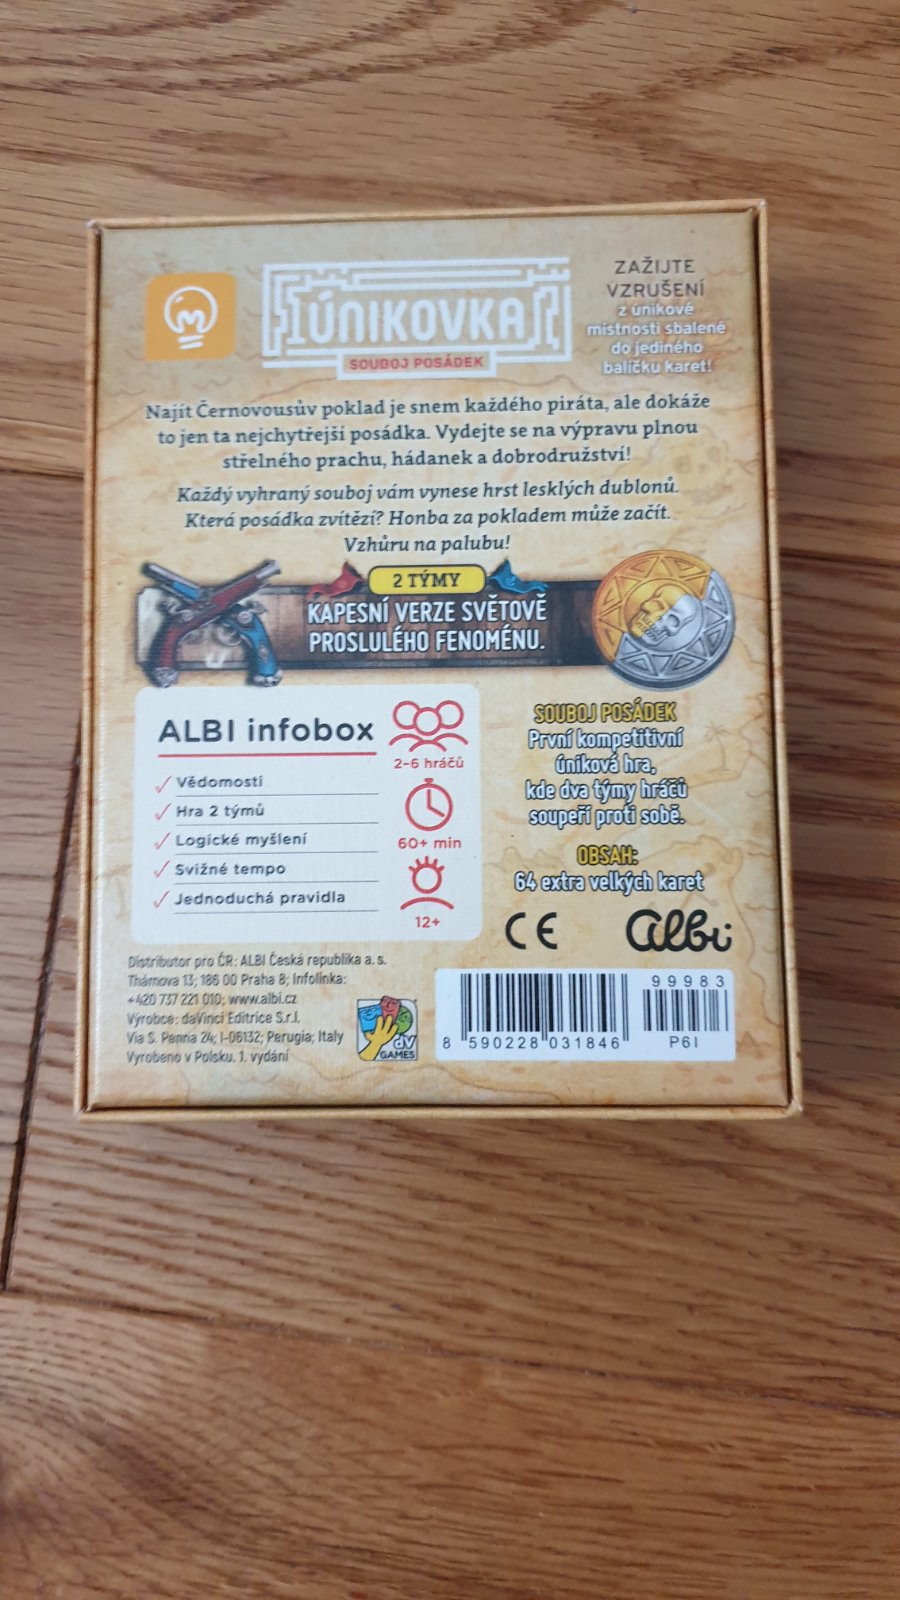 ÚNIKOVKA
SOUBOJ POSÁDEK
ZAŽIJTE
VZRUŠENÍ
z únikové
místnosti sbalené
do jediného
balíčku karet!
Najít Černovousův poklad je snem každého piráta, ale dokáže
to jen ta nejchytřejší posádka. Vydejte se na výpravu plnou
střelného prachu, hádanek a dobrodružství!
Každý vyhraný souboj vám vynese hrst lesklých dublonů.
Která posádka zvítězí? Honba za pokladem může začít.
Vzhůru na palubu!
2 TÝMY
KAPESNÍ VERZE SVĚTOVĚ
PROSLULÉHO FENOMÉNU.
ALBI infobox
✓ Vědomosti
✓ Hra 2 týmů
✓ Logické myšlení
✓ Svižné tempo
✓ Jednoduchá pravidla
2–6 hráčů
60+ min
12+
SOUBOJ POSÁDEK
První kompetitivní
úniková hra,
kde dva týmy hráčů
soupeří proti sobě.
OBSAH:
64 extra velkých karet
CE
albi
Distributor pro ČR: ALBI Česká republika a. s.
Thámova 13; 186 00 Praha 8; Infolinka:
+420 737 221 010; www.albi.cz
Výrobce: daVinci Editrice S.r.l.
Via S. Penna 24; I-06132; Perugia; Italy
Vyrobeno v Polsku. 1. vydání
dV
GAMES
8 590228 031846
99983
P6I